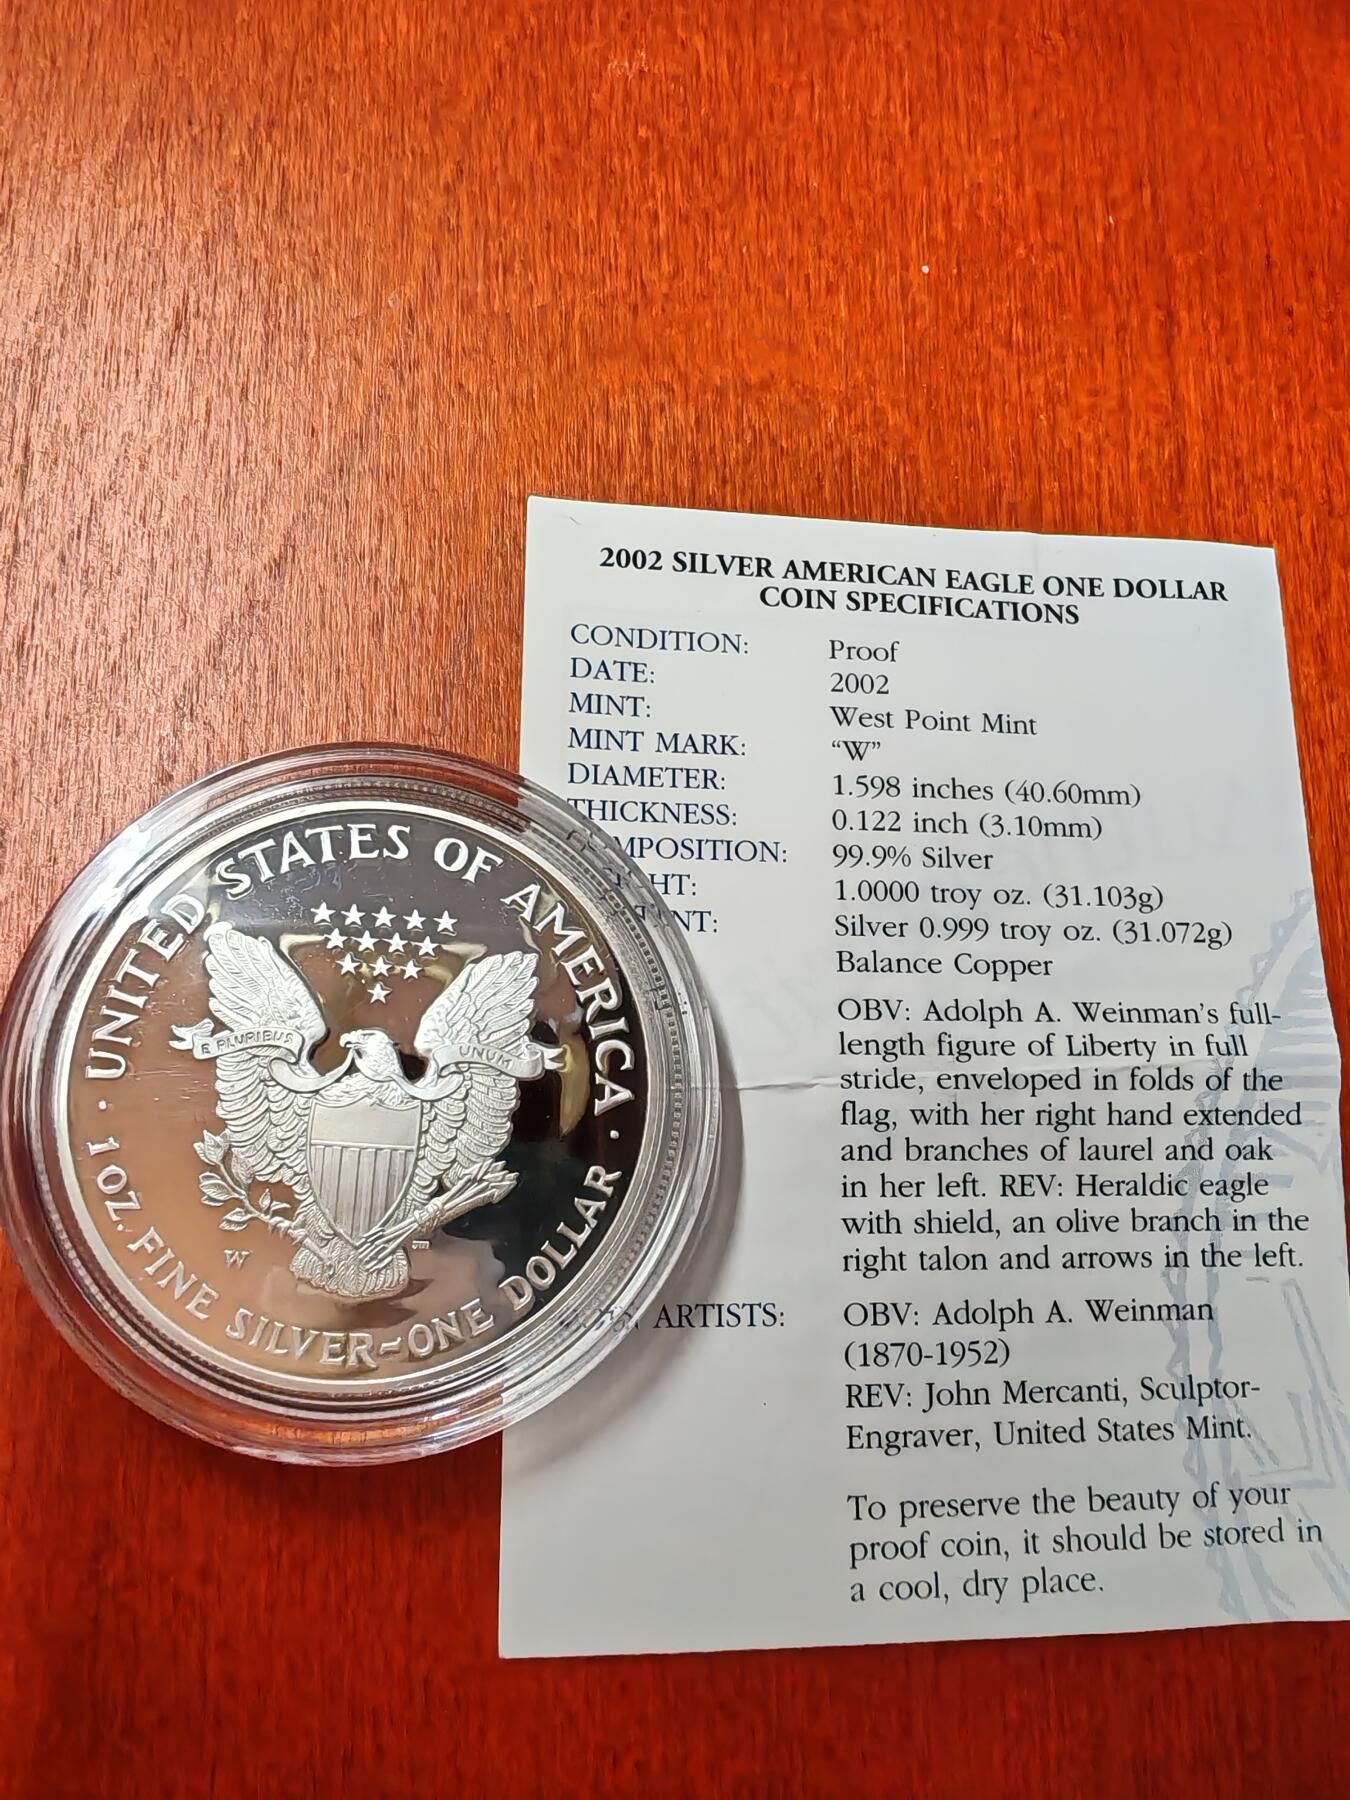 2002 SILVER AMERICAN EAGLE ONE DOLLAR
COIN SPECIFICATIONS
CONDITION: Proof
DATE: 2002
MINT: West Point Mint
MINT MARK: “W”
DIAMETER: 1.598 inches (40.60mm)
THICKNESS: 0.122 inch (3.10mm)
COMPOSITION: 99.9% Silver
HT: 1.0000 troy oz. (31.103g)
NT: Silver 0.999 troy oz. (31.072g)
Balance Copper
OBV: Adolph A. Weinman's full-
length figure of Liberty in full
stride, enveloped in folds of the
flag, with her right hand extended
and branches of laurel and oak
in her left. REV: Heraldic eagle
with shield, an olive branch in the
right talon and arrows in the left.
ARTISTS: OBV: Adolph A. Weinman
(1870-1952)
REV: John Mercanti, Sculptor-
Engraver, United States Mint.
To preserve the beauty of your
proof coin, it should be stored in
a cool, dry place.
UNITED STATES OF AMERICA
E PLURIBUS UNUM
W
JM
1 OZ. FINE SILVER~ONE DOLLAR